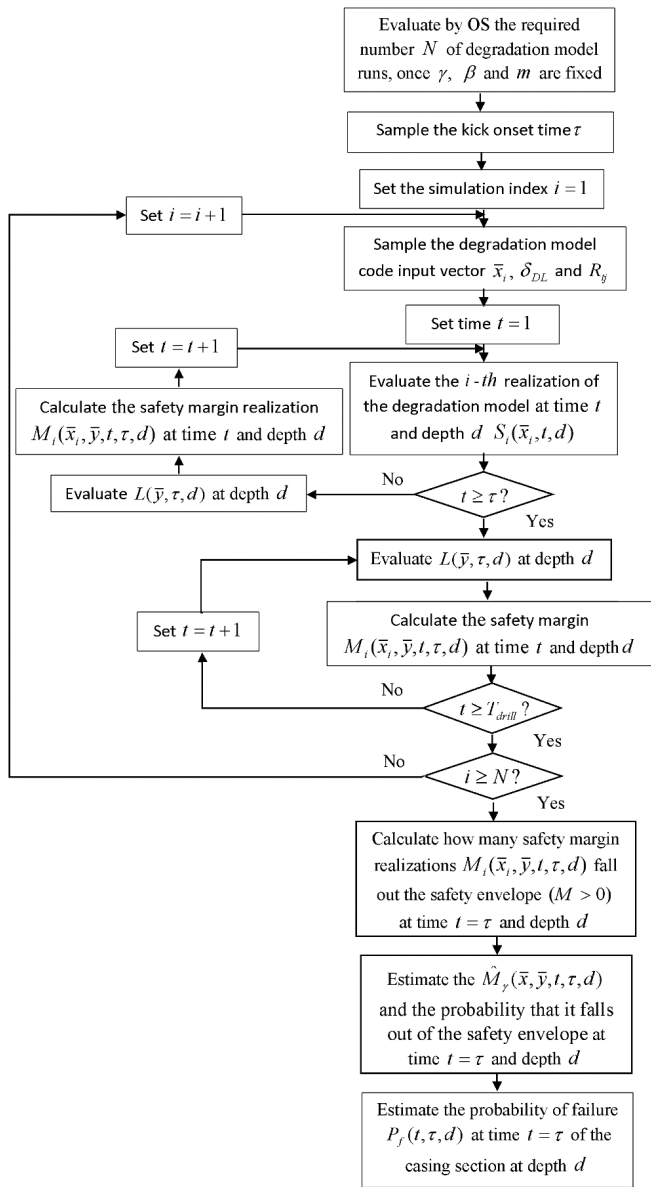 Evaluate by OS the required
number N of degradation model
runs, once γ, β and m are fixed
Sample the kick onset time τ
Set the simulation index i = 1
Set i = i + 1
Sample the degradation model
code input vector x̄ᵢ, δ_DL and R_tj
Set time t = 1
Set t = t + 1
Evaluate the i-th realization of
the degradation model at time t
and depth d Sᵢ(x̄ᵢ,t,d)
Calculate the safety margin realization
Mᵢ(x̄ᵢ,ȳ,t,τ,d) at time t and depth d
Evaluate L(ȳ,τ,d) at depth d
No
t ≥ τ?
Yes
Evaluate L(ȳ,τ,d) at depth d
Set t = t + 1
Calculate the safety margin
Mᵢ(x̄ᵢ,ȳ,t,τ,d) at time t and depth d
No
t ≥ T_drill?
Yes
No
i ≥ N?
Yes
Calculate how many safety margin
realizations Mᵢ(x̄ᵢ,ȳ,t,τ,d) fall
out the safety envelope (M > 0)
at time t = τ and depth d
Estimate the M̂_γ(x̄,ȳ,t,τ,d)
and the probability that it falls
out of the safety envelope at
time t = τ and depth d
Estimate the probability of failure
P_f(t,τ,d) at time t = τ of the
casing section at depth d